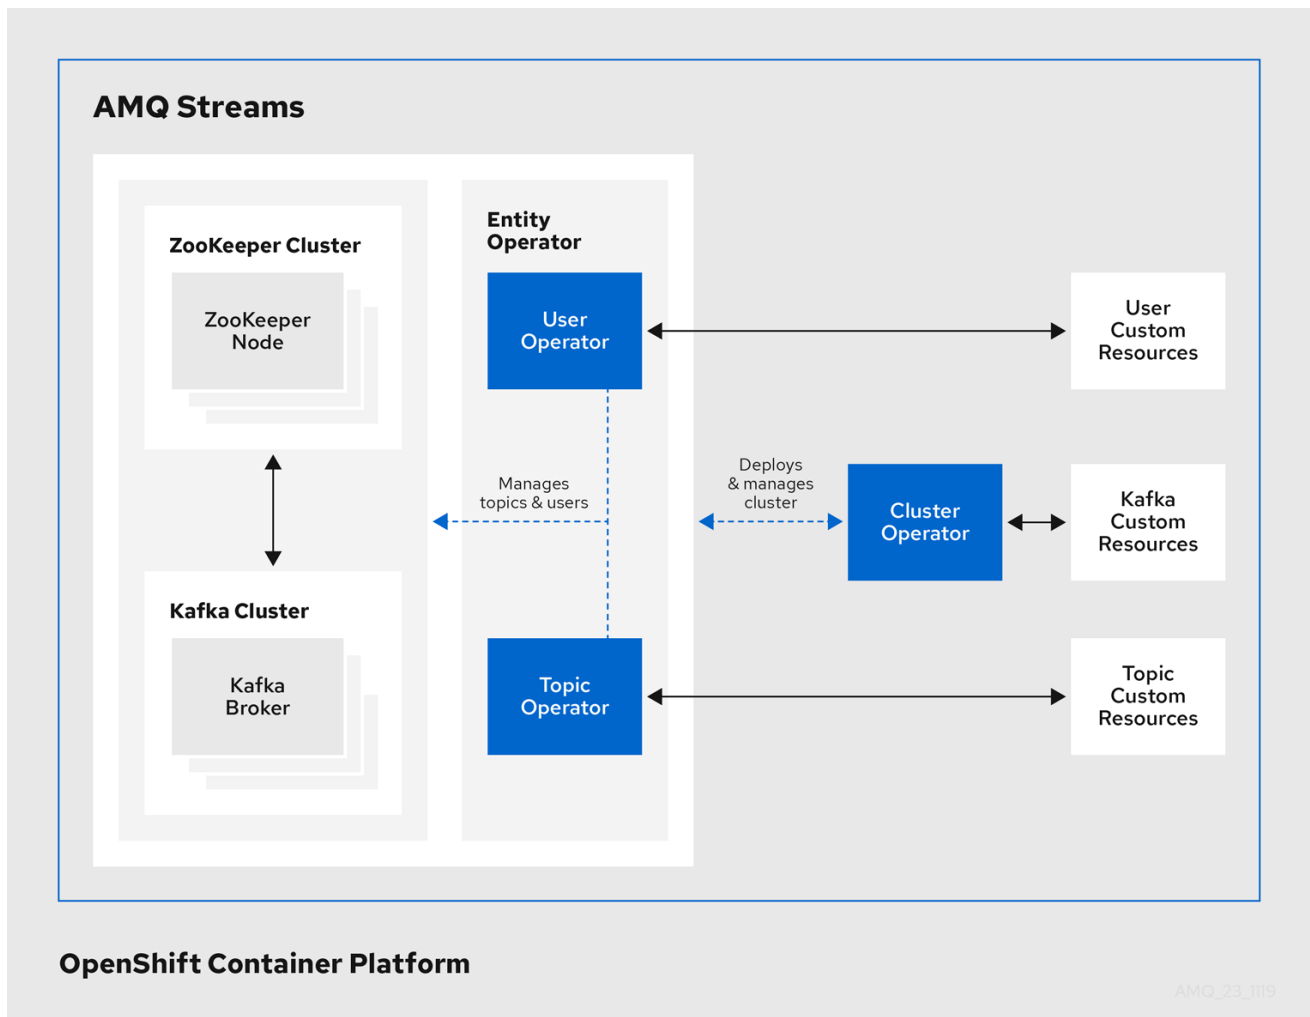 AMQ Streams
ZooKeeper Cluster
ZooKeeper
Node
Kafka Cluster
Kafka
Broker
Entity
Operator
User
Operator
Manages
topics & users
Topic
Operator
Deploys
& manages
cluster
Cluster
Operator
User
Custom
Resources
Kafka
Custom
Resources
Topic
Custom
Resources
OpenShift Container Platform
AMQ_23_1119